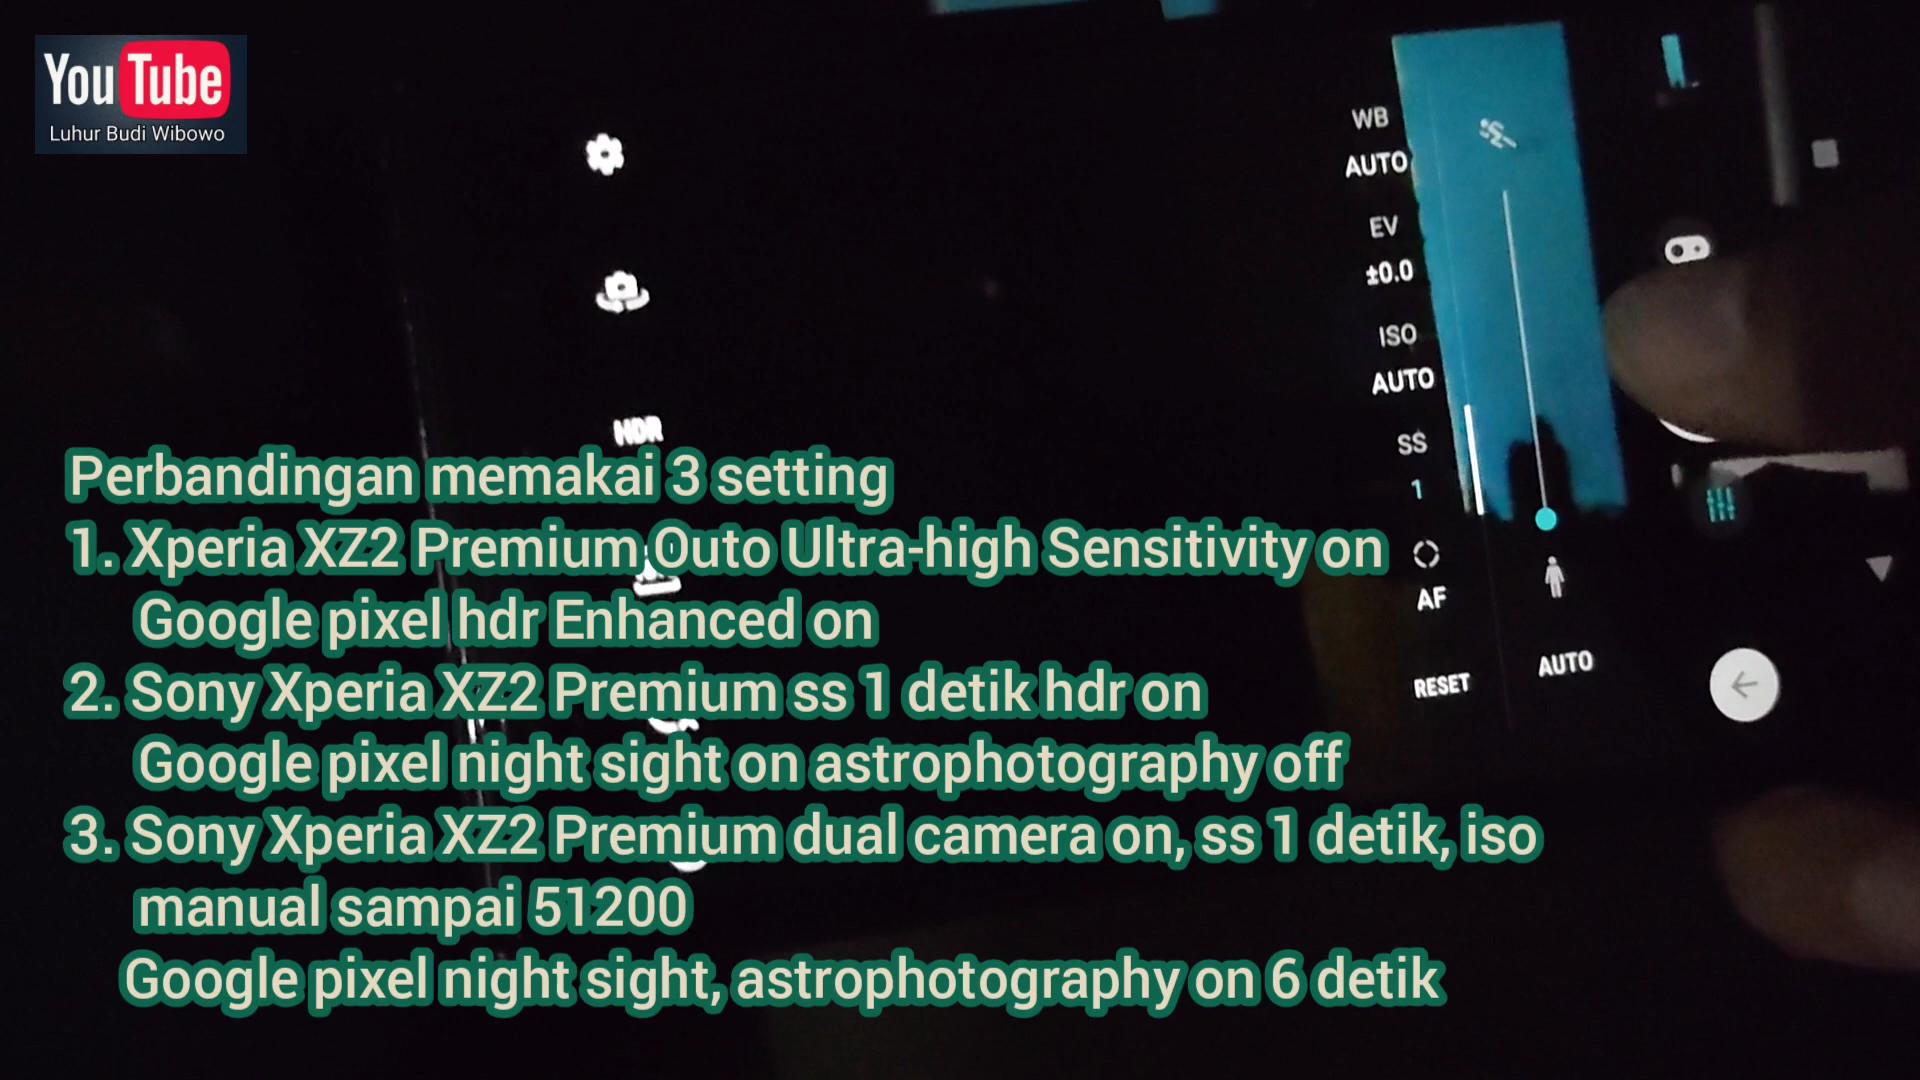 YouTube
Luhur Budi Wibowo
WB
AUTO
EV
±0.0
ISO
AUTO
SS
1
AF
RESET
AUTO
HDR
Perbandingan memakai 3 setting
1. Xperia XZ2 Premium Outo Ultra-high Sensitivity on
Google pixel hdr Enhanced on
2. Sony Xperia XZ2 Premium ss 1 detik hdr on
Google pixel night sight on astrophotography off
3. Sony Xperia XZ2 Premium dual camera on, ss 1 detik, iso
manual sampai 51200
Google pixel night sight, astrophotography on 6 detik